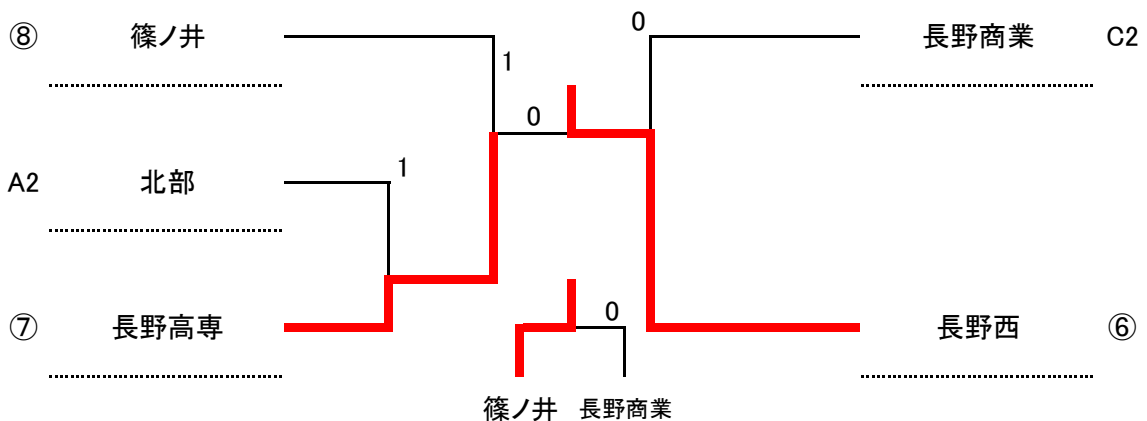 ⑧ 篠ノ井 0 長野商業 C2
1
0
A2 北部 1
⑦ 長野高専 0 長野西 ⑥
篠ノ井 長野商業